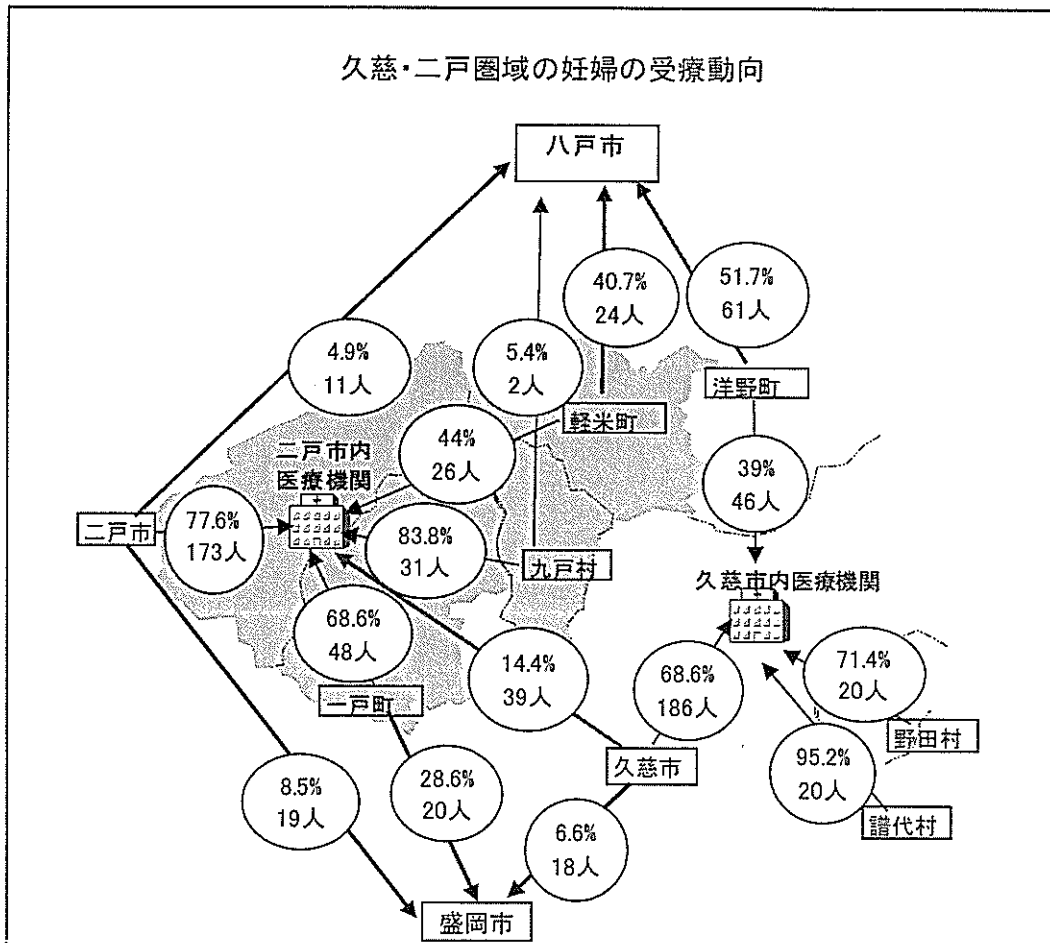 久慈・二戸圏域の妊婦の受療動向
八戸市
40.7%
24人
51.7%
61人
4.9%
11人
5.4%
2人
洋野町
軽米町
44%
26人
二戸市内
医療機関
39%
46人
二戸市
77.6%
173人
83.8%
31人
九戸村
久慈市内医療機関
68.6%
48人
14.4%
39人
68.6%
186人
71.4%
20人
一戸町
野田村
久慈市
95.2%
20人
8.5%
19人
28.6%
20人
6.6%
18人
譜代村
盛岡市